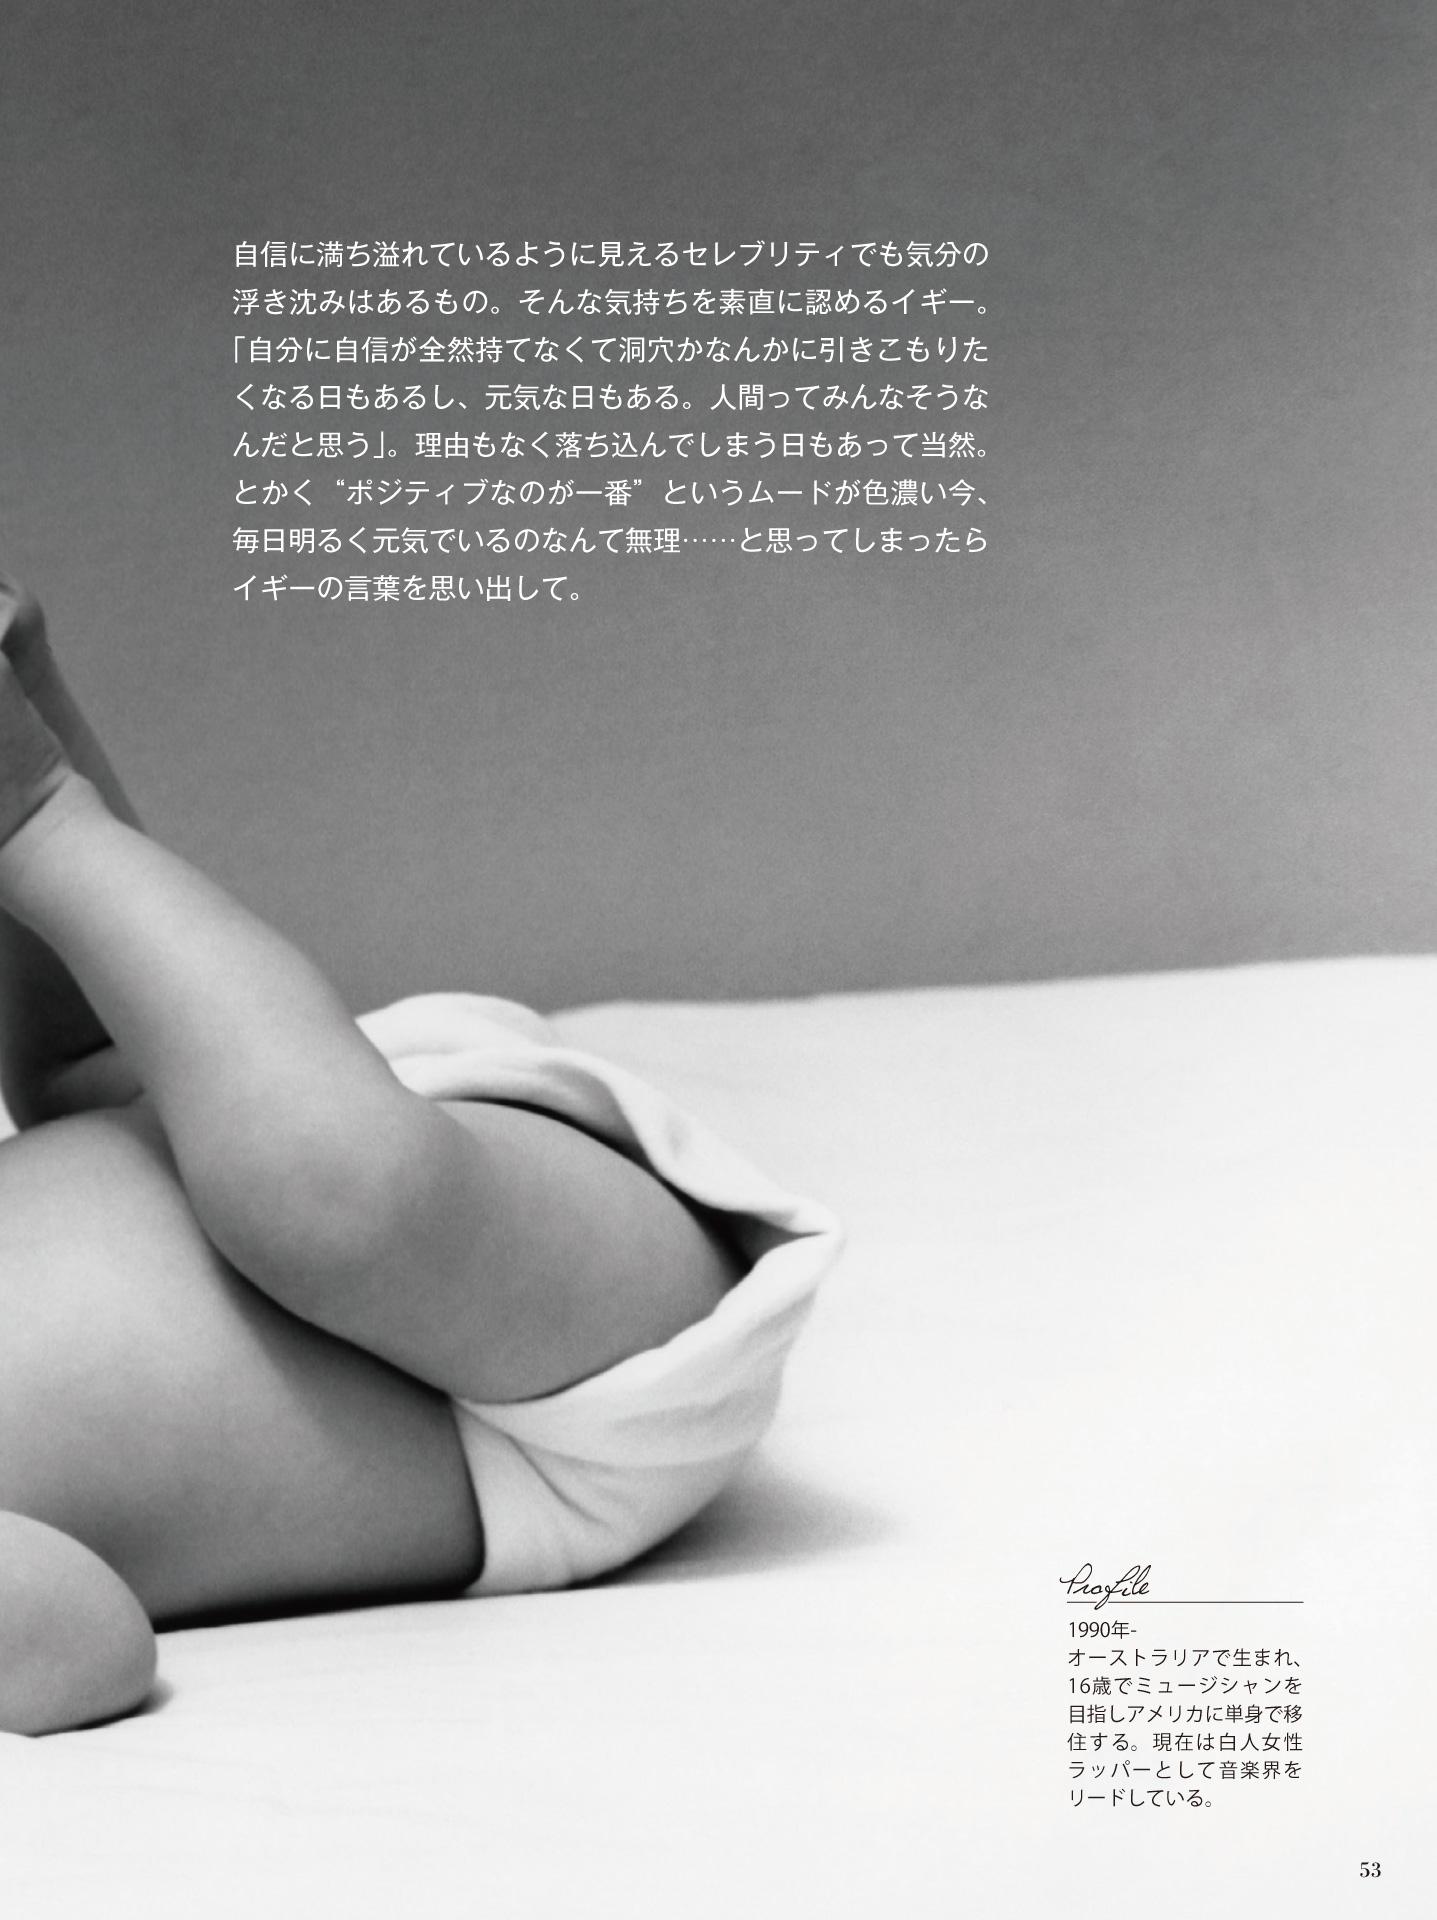 自信に満ち溢れているように見えるセレブリティでも気分の
浮き沈みはあるもの。そんな気持ちを素直に認めるイギー。
「自分に自信が全然持てなくて洞穴かなんかに引きこもりた
くなる日もあるし、元気な日もある。人間ってみんなそうな
んだと思う」。理由もなく落ち込んでしまう日もあって当然。
とかく“ポジティブなのが一番”というムードが色濃い今、
毎日明るく元気でいるのなんて無理……と思ってしまったら
イギーの言葉を思い出して。
Profile
1990年-
オーストラリアで生まれ、
16歳でミュージシャンを
目指しアメリカに単身で移
住する。現在は白人女性
ラッパーとして音楽界を
リードしている。
53